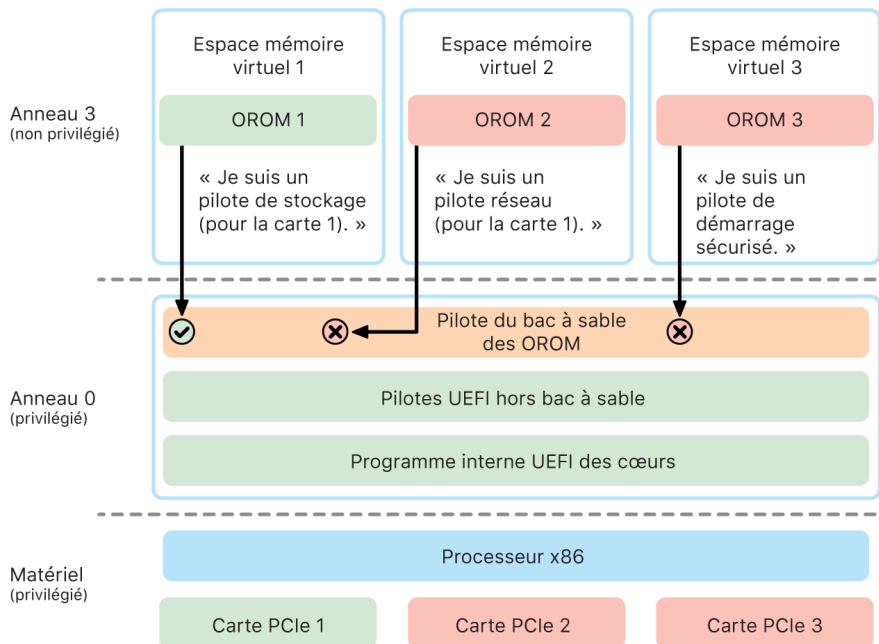 Espace mémoire
virtuel 1
Espace mémoire
virtuel 2
Espace mémoire
virtuel 3
Anneau 3
(non privilégié)
OROM 1
OROM 2
OROM 3
« Je suis un
pilote de stockage
(pour la carte 1). »
« Je suis un
pilote réseau
(pour la carte 1). »
« Je suis un
pilote de
démarrage
sécurisé. »
Pilote du bac à sable
des OROM
Anneau 0
(privilégié)
Pilotes UEFI hors bac à sable
Programme interne UEFI des cœurs
Matériel
(privilégié)
Processeur x86
Carte PCIe 1
Carte PCIe 2
Carte PCIe 3